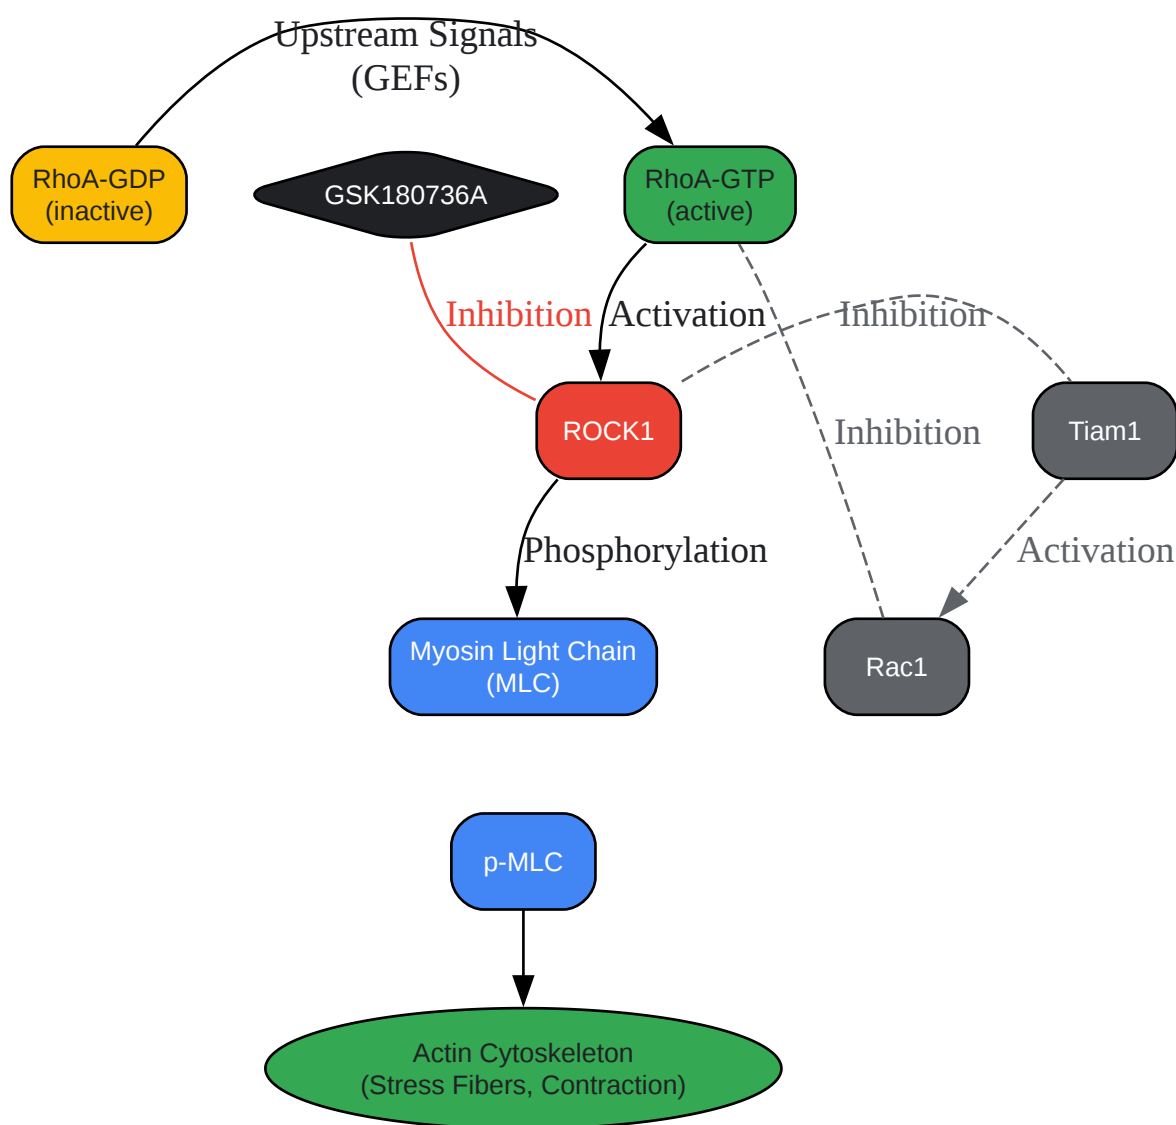 Upstream Signals
(GEFs)
RhoA-GDP
(inactive)
GSK180736A
RhoA-GTP
(active)
Inhibition
Activation
Inhibition
ROCK1
Inhibition
Tiam1
Phosphorylation
Activation
Myosin Light Chain
(MLC)
Rac1
p-MLC
Actin Cytoskeleton
(Stress Fibers, Contraction)